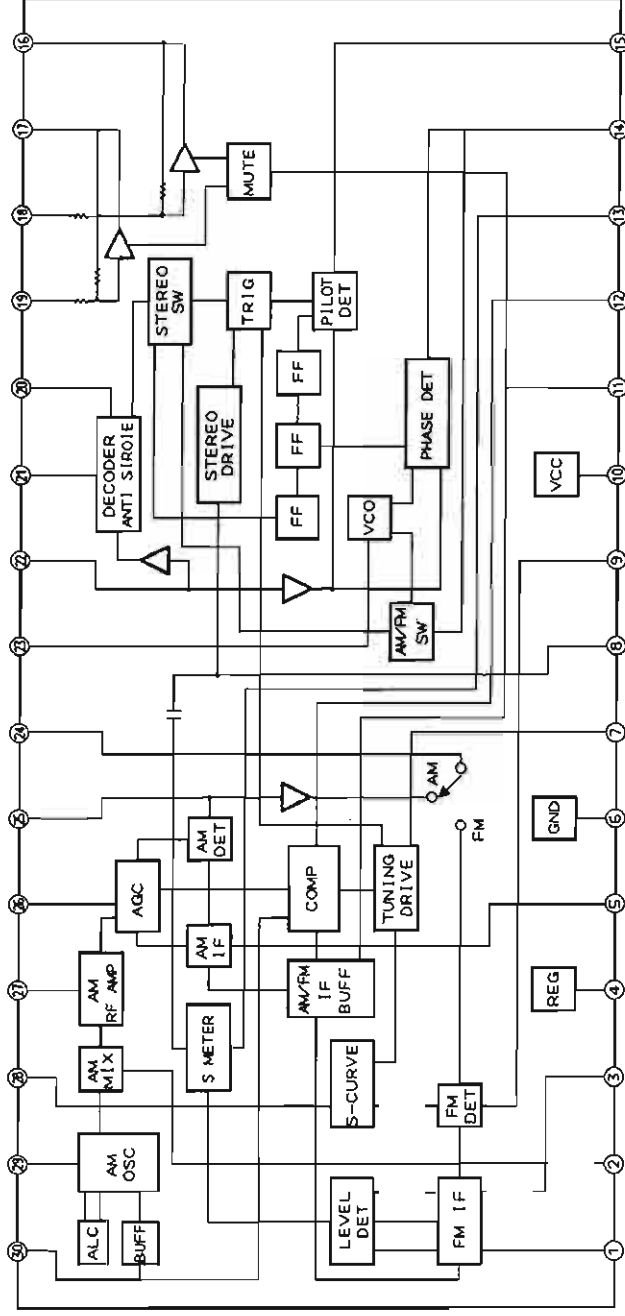 30 29 28 27 26 25 24 23 22 21 20 19 18 17 16
ALC
BUFF
AM
OSC
AM
MIX
AM
RF AMP
AGC
AM
DET
AM
IF
S METER
DECODER
ANTI SIROIE
STEREO
SW
MUTE
STEREO
DRIVE
TRIG
FF
FF
FF
PILOT
DET
LEVEL
DET
S-CURVE
AM/FM
IF
BUFF
COMP
TUNING
DRIVE
AM
FM
VCO
AM/FM
SW
PHASE DET
FM IF
FM
DET
REG
GND
VCC
1 2 3 4 5 6 7 8 9 10 11 12 13 14 15